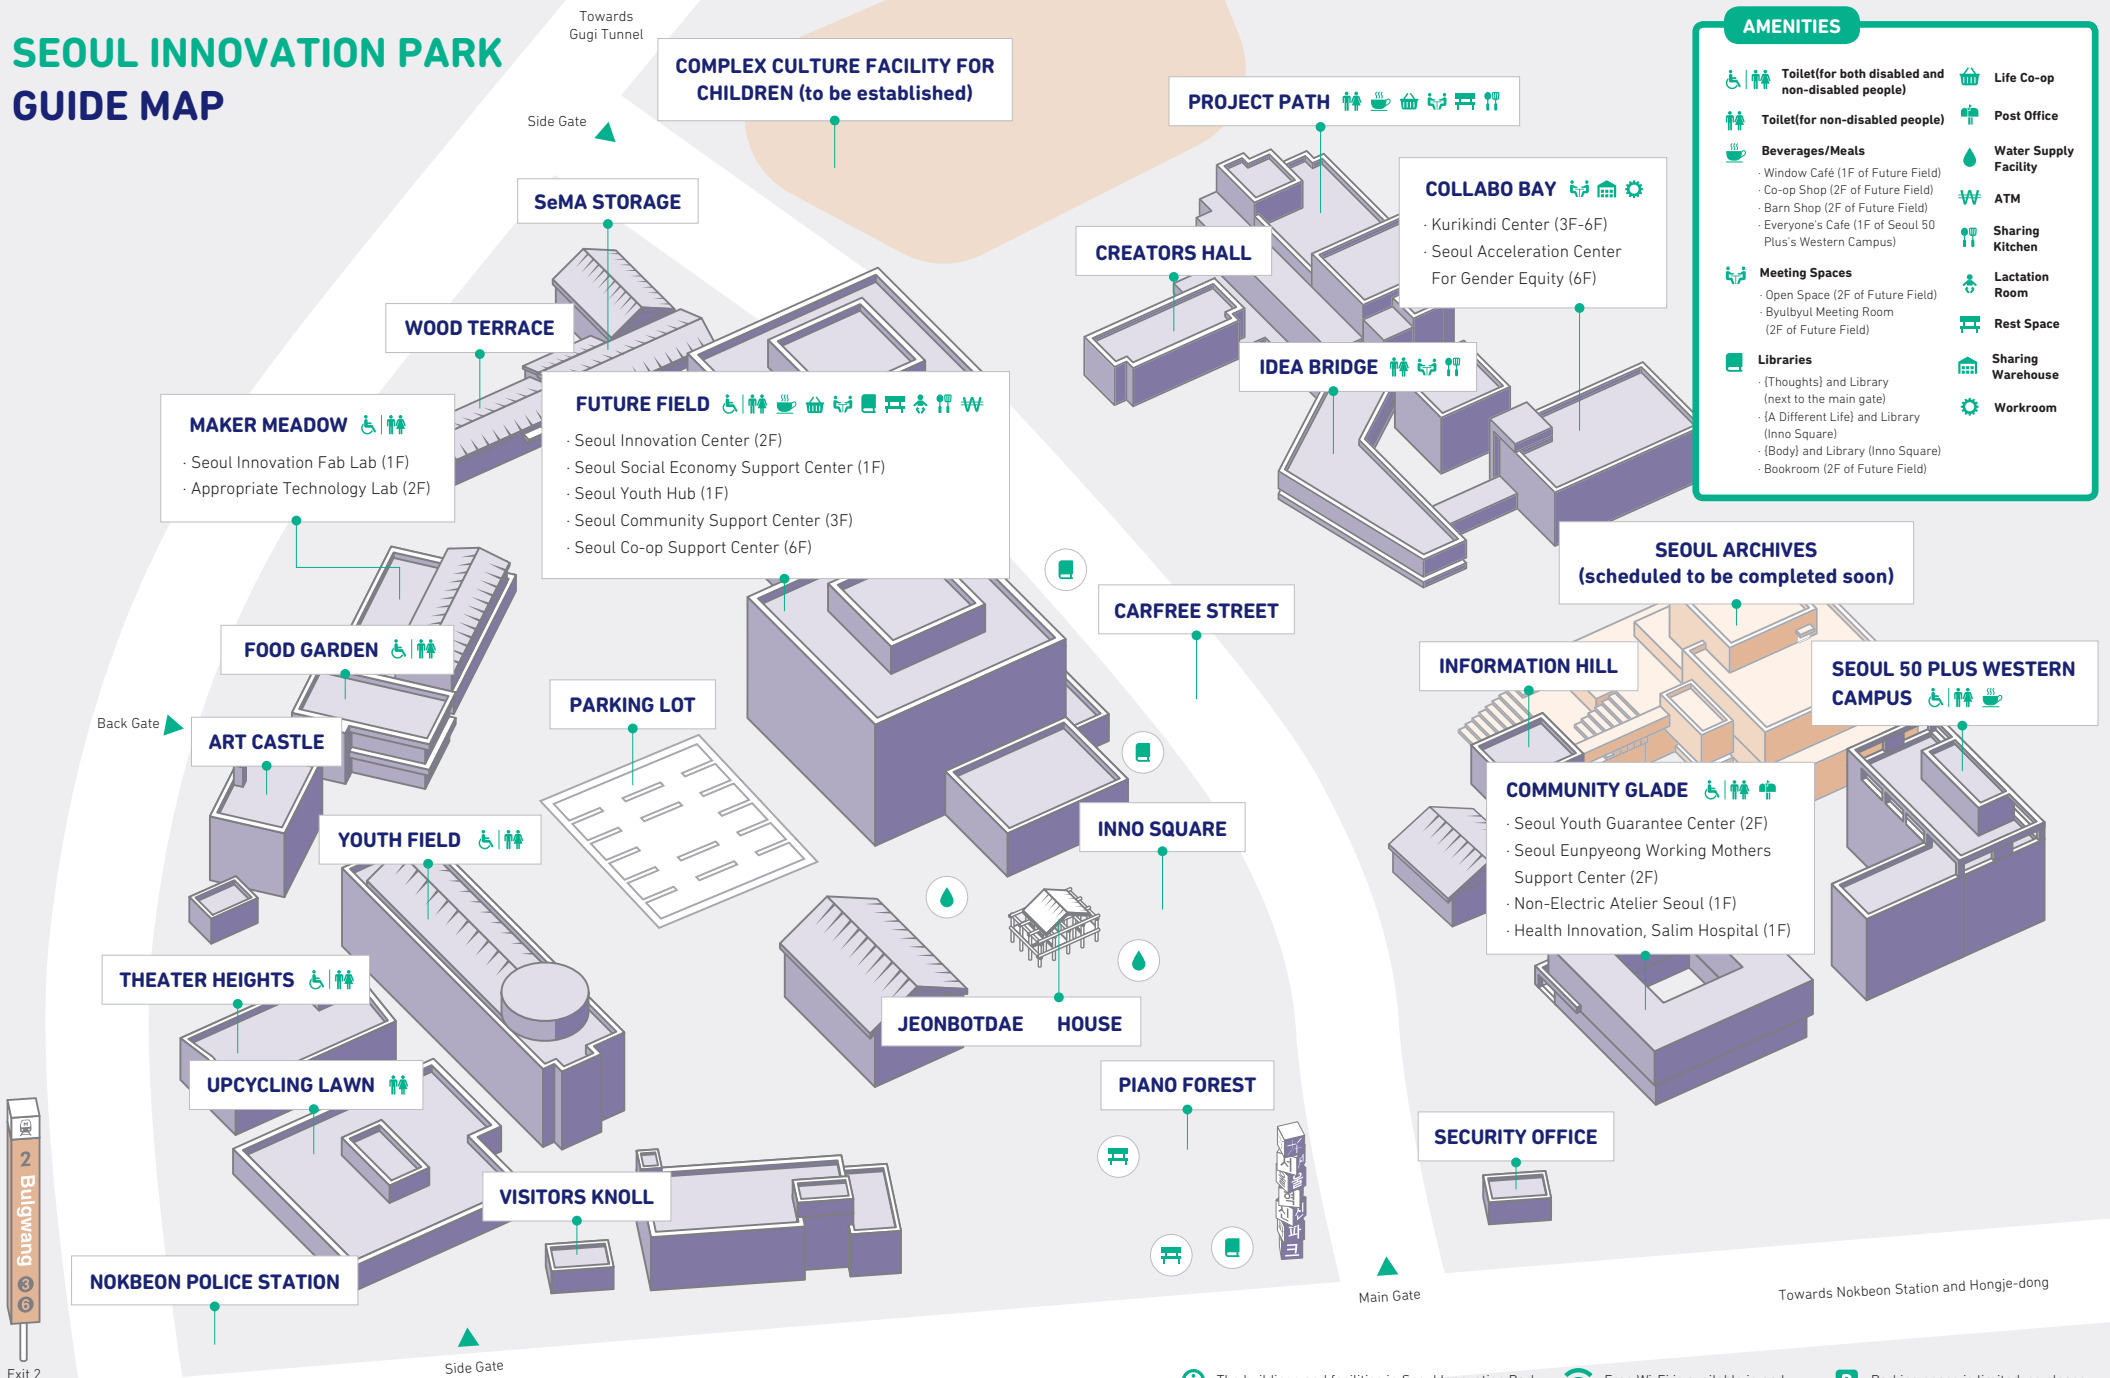 SEOUL INNOVATION PARK
GUIDE MAP
Towards
Gugi Tunnel
Side Gate
COMPLEX CULTURE FACILITY FOR
CHILDREN (to be established)
PROJECT PATH
SeMA STORAGE
COLLABO BAY
· Kurikindi Center (3F-6F)
· Seoul Acceleration Center
For Gender Equity (6F)
CREATORS HALL
WOOD TERRACE
IDEA BRIDGE
MAKER MEADOW
· Seoul Innovation Fab Lab (1F)
· Appropriate Technology Lab (2F)
FUTURE FIELD
· Seoul Innovation Center (2F)
· Seoul Social Economy Support Center (1F)
· Seoul Youth Hub (1F)
· Seoul Community Support Center (3F)
· Seoul Co-op Support Center (6F)
AMENITIES
Toilet(for both disabled and
non-disabled people)
Toilet(for non-disabled people)
Beverages/Meals
· Window Café (1F of Future Field)
· Co-op Shop (2F of Future Field)
· Barn Shop (2F of Future Field)
· Everyone's Cafe (1F of Seoul 50
Plus's Western Campus)
Meeting Spaces
· Open Space (2F of Future Field)
· Byulbyul Meeting Room
(2F of Future Field)
Libraries
· {Thoughts} and Library
(next to the main gate)
· {A Different Life} and Library
(Inno Square)
· {Body} and Library (Inno Square)
· Bookroom (2F of Future Field)
Life Co-op
Post Office
Water Supply
Facility
ATM
Sharing
Kitchen
Lactation
Room
Rest Space
Sharing
Warehouse
Workroom
SEOUL ARCHIVES
(scheduled to be completed soon)
CARFREE STREET
FOOD GARDEN
INFORMATION HILL
SEOUL 50 PLUS WESTERN
CAMPUS
PARKING LOT
Back Gate
ART CASTLE
COMMUNITY GLADE
· Seoul Youth Guarantee Center (2F)
· Seoul Eunpyeong Working Mothers
Support Center (2F)
· Non-Electric Atelier Seoul (1F)
· Health Innovation, Salim Hospital (1F)
YOUTH FIELD
INNO SQUARE
THEATER HEIGHTS
JEONBOTDAE HOUSE
UPCYCLING LAWN
PIANO FOREST
SECURITY OFFICE
VISITORS KNOLL
2 Bulgwang 3 6
Exit 2
NOKBEON POLICE STATION
서울혁신파크
Main Gate
Towards Nokbeon Station and Hongje-dong
Side Gate